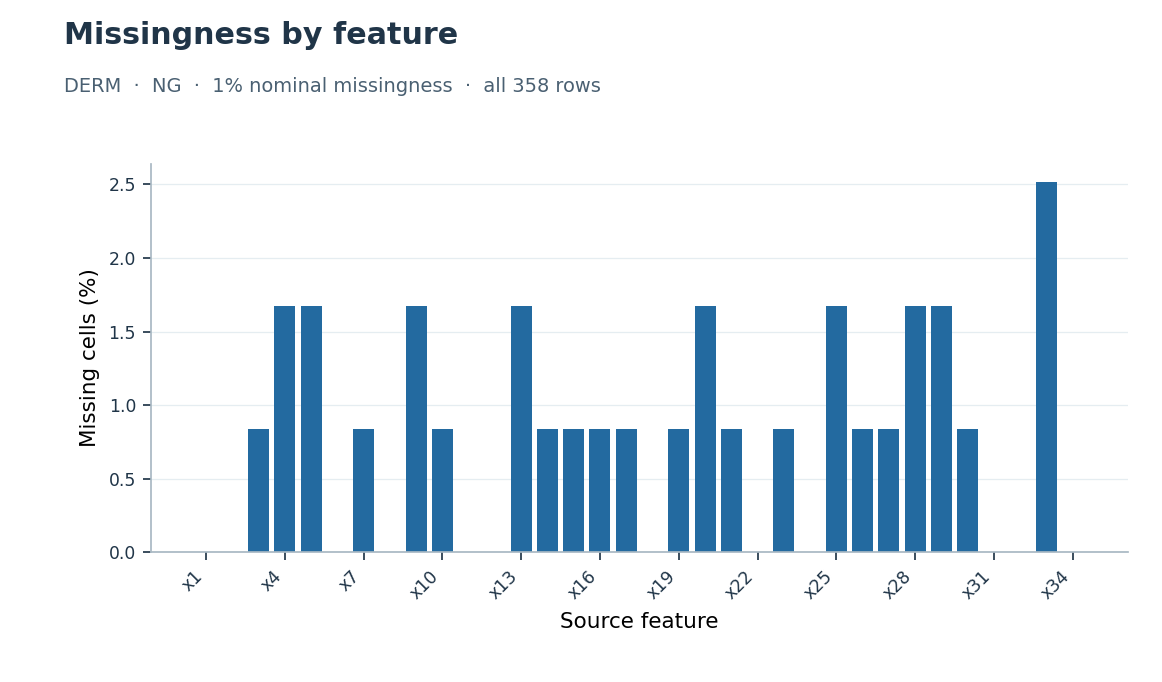 Missingness by feature
DERM · NG · 1% nominal missingness · all 358 rows
Missing cells (%)
2.5
2.0
1.5
1.0
0.5
0.0
x1 x4 x7 x10 x13 x16 x19 x22 x25 x28 x31 x34
Source feature